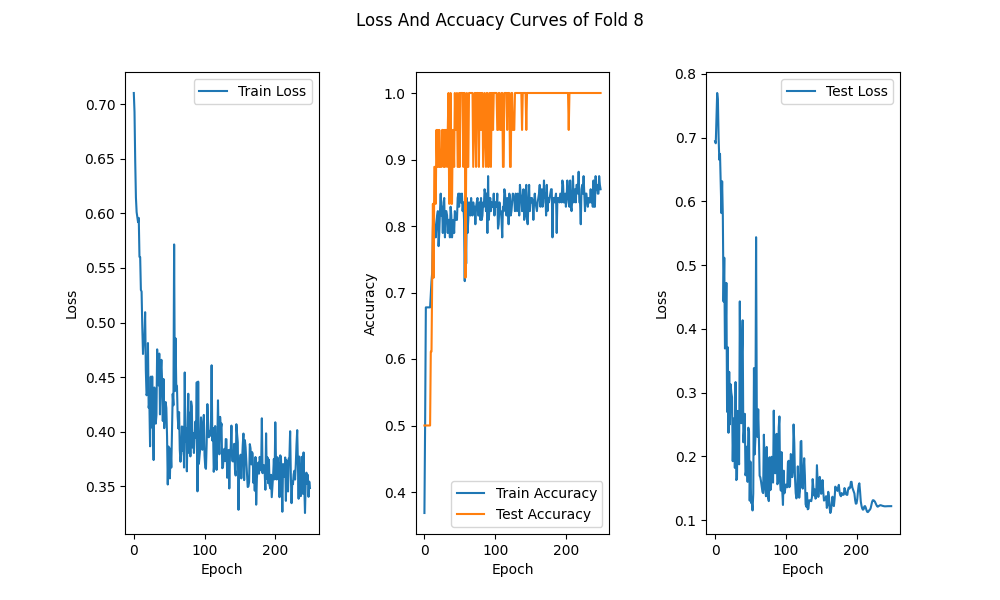 Loss And Accuacy Curves of Fold 8
Train Loss
0.70
0.65
0.60
0.55
0.50
0.45
0.40
0.35
Loss
0
100
200
Epoch
1.0
0.9
0.8
0.7
0.6
0.5
0.4
Accuracy
Train Accuracy
Test Accuracy
0
100
200
Epoch
Test Loss
0.8
0.7
0.6
0.5
0.4
0.3
0.2
0.1
Loss
0
100
200
Epoch